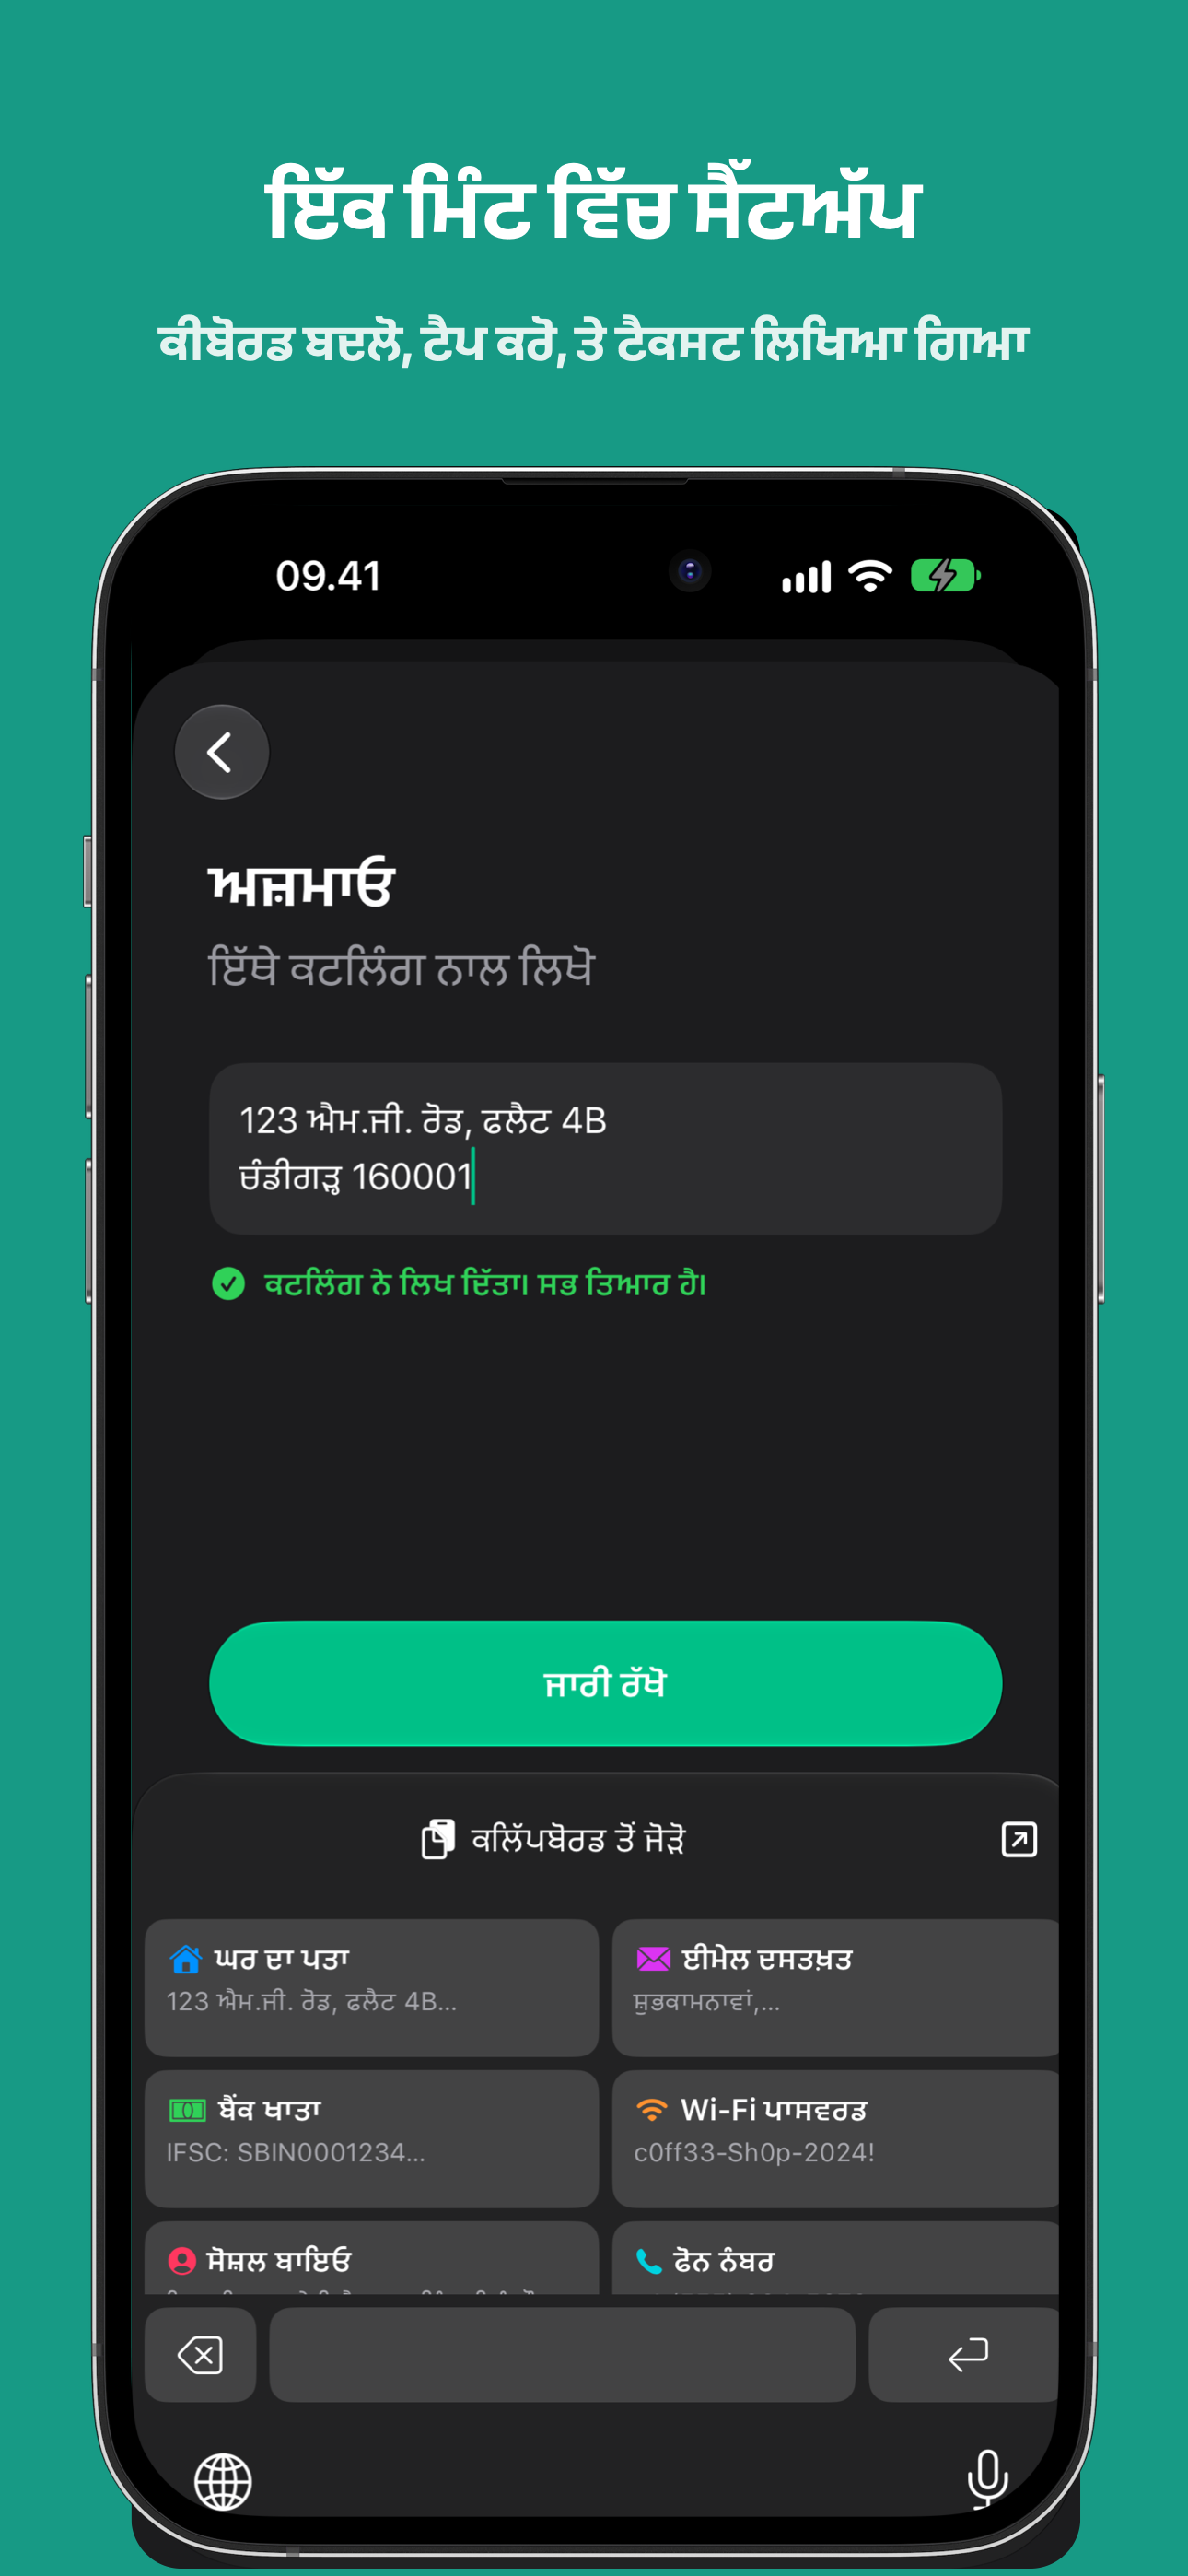 ਇੱਕ ਮਿੰਟ ਵਿੱਚ ਸੈੱਟਅੱਪ
ਕੀਬੋਰਡ ਬਦਲੋ, ਟੈਪ ਕਰੋ, ਤੇ ਟੈਕਸਟ ਲਿਖਿਆ ਗਿਆ
09.41
ਅਜ਼ਮਾਓ
ਇੱਥੇ ਕਟਲਿੰਗ ਨਾਲ ਲਿਖੋ
123 ਐਮ.ਜੀ. ਰੋਡ, ਫਲੈਟ 4B
ਚੰਡੀਗੜ੍ਹ 160001
ਕਟਲਿੰਗ ਨੇ ਲਿਖ ਦਿੱਤਾ। ਸਭ ਤਿਆਰ ਹੈ।
ਜਾਰੀ ਰੱਖੋ
ਕਲਿੱਪਬੋਰਡ ਤੋਂ ਜੋੜੋ
ਘਰ ਦਾ ਪਤਾ
123 ਐਮ.ਜੀ. ਰੋਡ, ਫਲੈਟ 4B...
ਈਮੇਲ ਦਸਤਖ਼ਤ
ਸ਼ੁਭਕਾਮਨਾਵਾਂ,...
ਬੈਂਕ ਖਾਤਾ
IFSC: SBIN0001234...
Wi-Fi ਪਾਸਵਰਡ
c0ff33-Sh0p-2024!
ਸੋਸ਼ਲ ਬਾਇਓ
ਫੋਨ ਨੰਬਰ